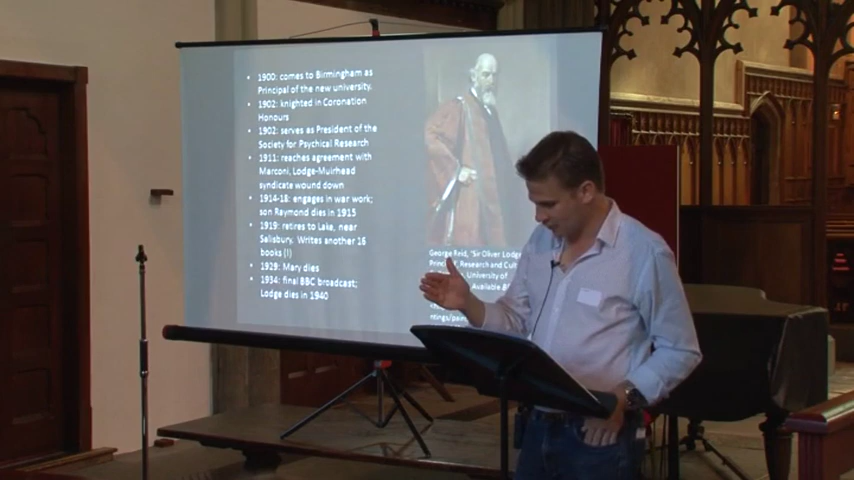 • 1900: comes to Birmingham as
Principal of the new university.
• 1902: knighted in Coronation
Honours
• 1902: serves as President of the
Society for Psychical Research
• 1911: reaches agreement with
Marconi, Lodge-Muirhead
syndicate wound down
• 1914-18: engages in war work;
son Raymond dies in 1915
• 1919: retires to Lake, near
Salisbury. Writes another 16
books (!)
• 1929: Mary dies
• 1934: final BBC broadcast;
Lodge dies in 1940
George Reid, 'Sir Oliver Lodge
Research and
University of
Available